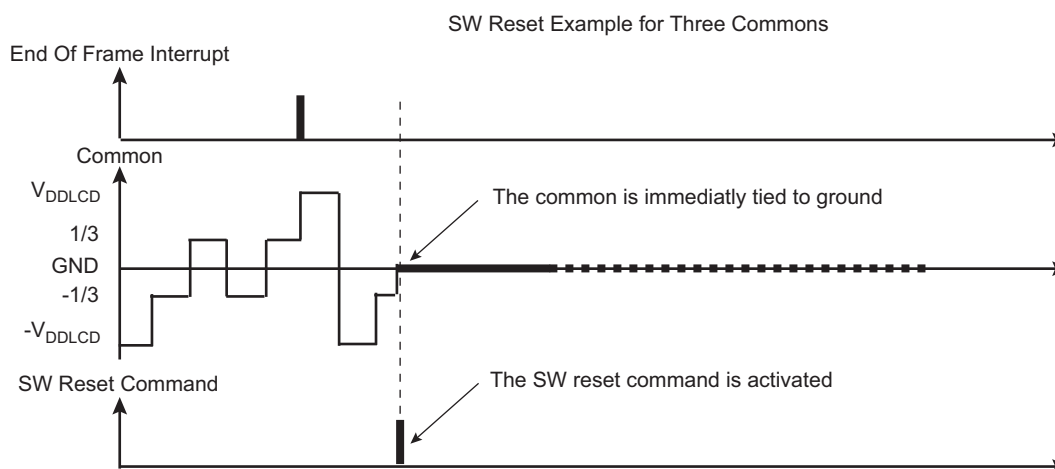 SW Reset Example for Three Commons
End Of Frame Interrupt
Common
VDDLCD
The common is immediatly tied to ground
1/3
GND
-1/3
-VDDLCD
SW Reset Command
The SW reset command is activated